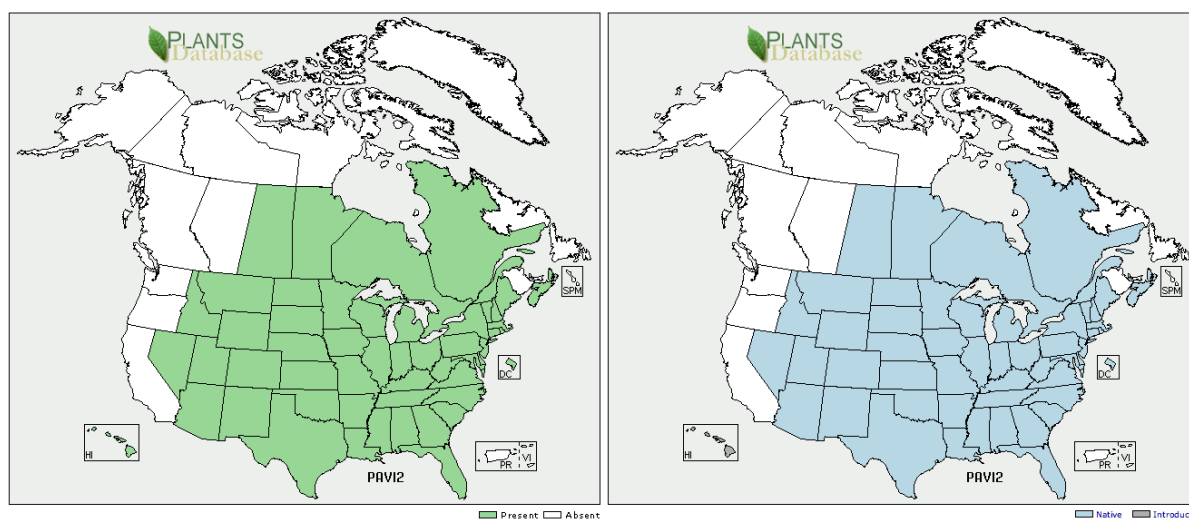 PLANTS
Database
SPM
DC
HI
PR
VI
PAVI2
Present
Absent
PLANTS
Database
SPM
DC
HI
PR
VI
PAVI2
Native
Introduc